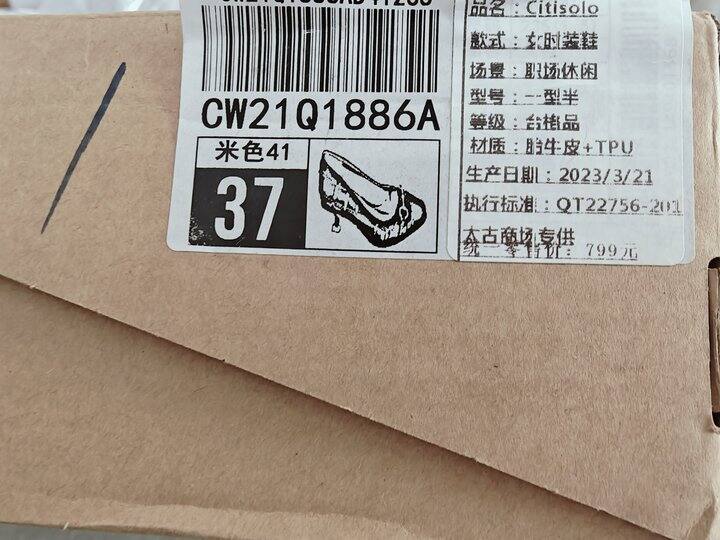 CW21Q1886A
米色41
37
品名：Citisolo
款式：女时装鞋
场景：职场休闲
型号：一型半
等级：合格品
材质：胎牛皮+TPU
生产日期：2023/3/21
执行标准：QT22756-201
太古商场专供
统一零售价：799元